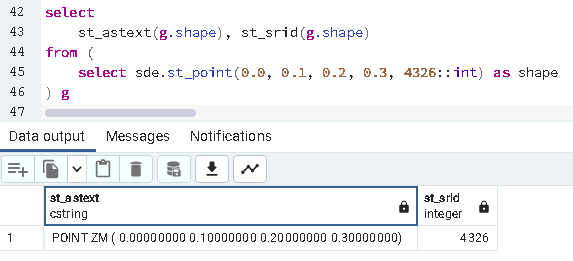 42 select
43 st_astext(g.shape), st_srid(g.shape)
44 from (
45 select sde.st_point(0.0, 0.1, 0.2, 0.3, 4326::int) as shape
46 ) g
47
Data output Messages Notifications
st_astext st_srid
cstring integer
1 POINT ZM ( 0.00000000 0.10000000 0.20000000 0.30000000) 4326